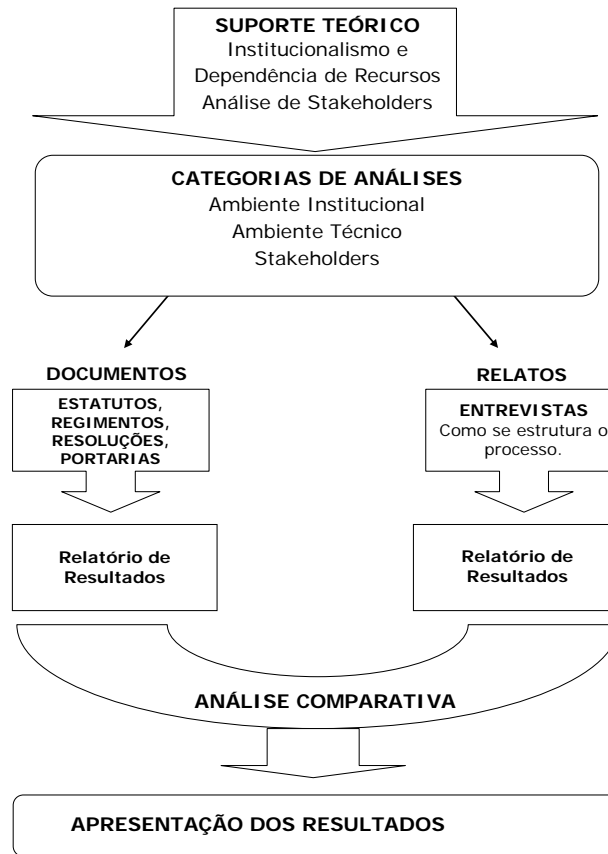 SUPORTE TEÓRICO
Institucionalismo e
Dependência de Recursos
Análise de Stakeholders
CATEGORIAS DE ANÁLISES
Ambiente Institucional
Ambiente Técnico
Stakeholders
DOCUMENTOS
ESTATUTOS,
REGIMENTOS,
RESOLUÇÕES,
PORTARIAS
Relatório de
Resultados
RELATOS
ENTREVISTAS
Como se estrutura o
processo.
Relatório de
Resultados
ANÁLISE COMPARATIVA
APRESENTAÇÃO DOS RESULTADOS